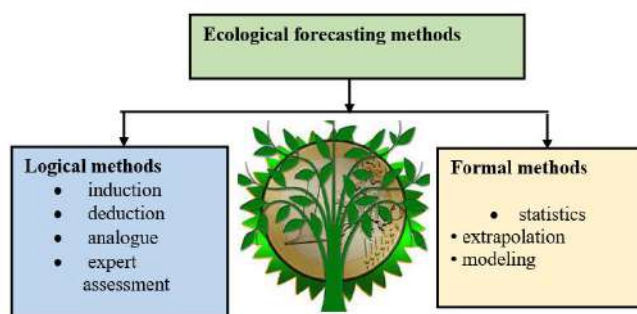 Ecological forecasting methods
Logical methods
• induction
• deduction
• analogue
• expert
assessment
Formal methods
• statistics
• extrapolation
• modeling